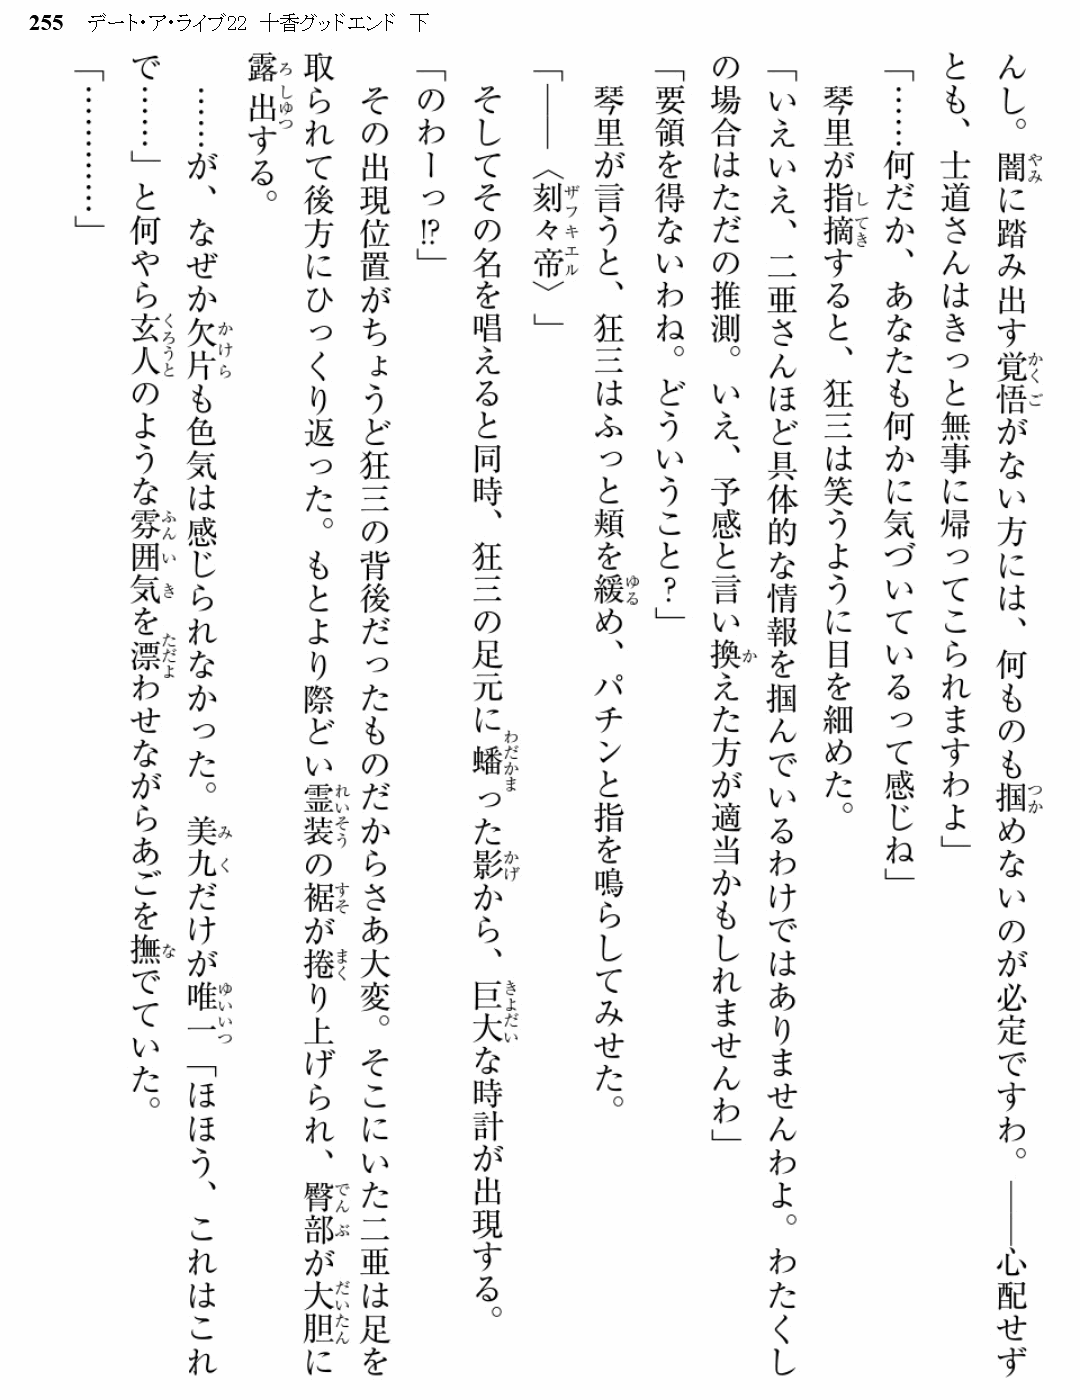 255 デート・ア・ライブ22 十香グッドエンド 下
んし。闇に踏み出す覚悟がない方には、何ものも掴めないのが必定ですわ。――心配せず
とも、士道さんはきっと無事に帰ってこられますわよ」
「……何だか、あなたも何かに気づいているって感じね」
　琴里が指摘すると、狂三は笑うように目を細めた。
「いえいえ、二亜さんほど具体的な情報を掴んでいるわけではありませんわよ。わたくし
の場合はただの推測。いえ、予感と言い換えた方が適当かもしれませんわ」
「要領を得ないわね。どういうこと？」
　琴里が言うと、狂三はふっと頬を緩め、パチンと指を鳴らしてみせた。
「――〈刻々帝〉」
　そしてその名を唱えると同時、狂三の足元に蟠った影から、巨大な時計が出現する。
「のわーっ!?」
　その出現位置がちょうど狂三の背後だったものだからさあ大変。そこにいた二亜は足を
取られて後方にひっくり返った。もとより際どい霊装の裾が捲り上げられ、臀部が大胆に
露出する。
　……が、なぜか欠片も色気は感じられなかった。美九だけが唯一「ほほう、これはこれ
で……」と何やら玄人のような雰囲気を漂わせながらあごを撫でていた。
「…………」